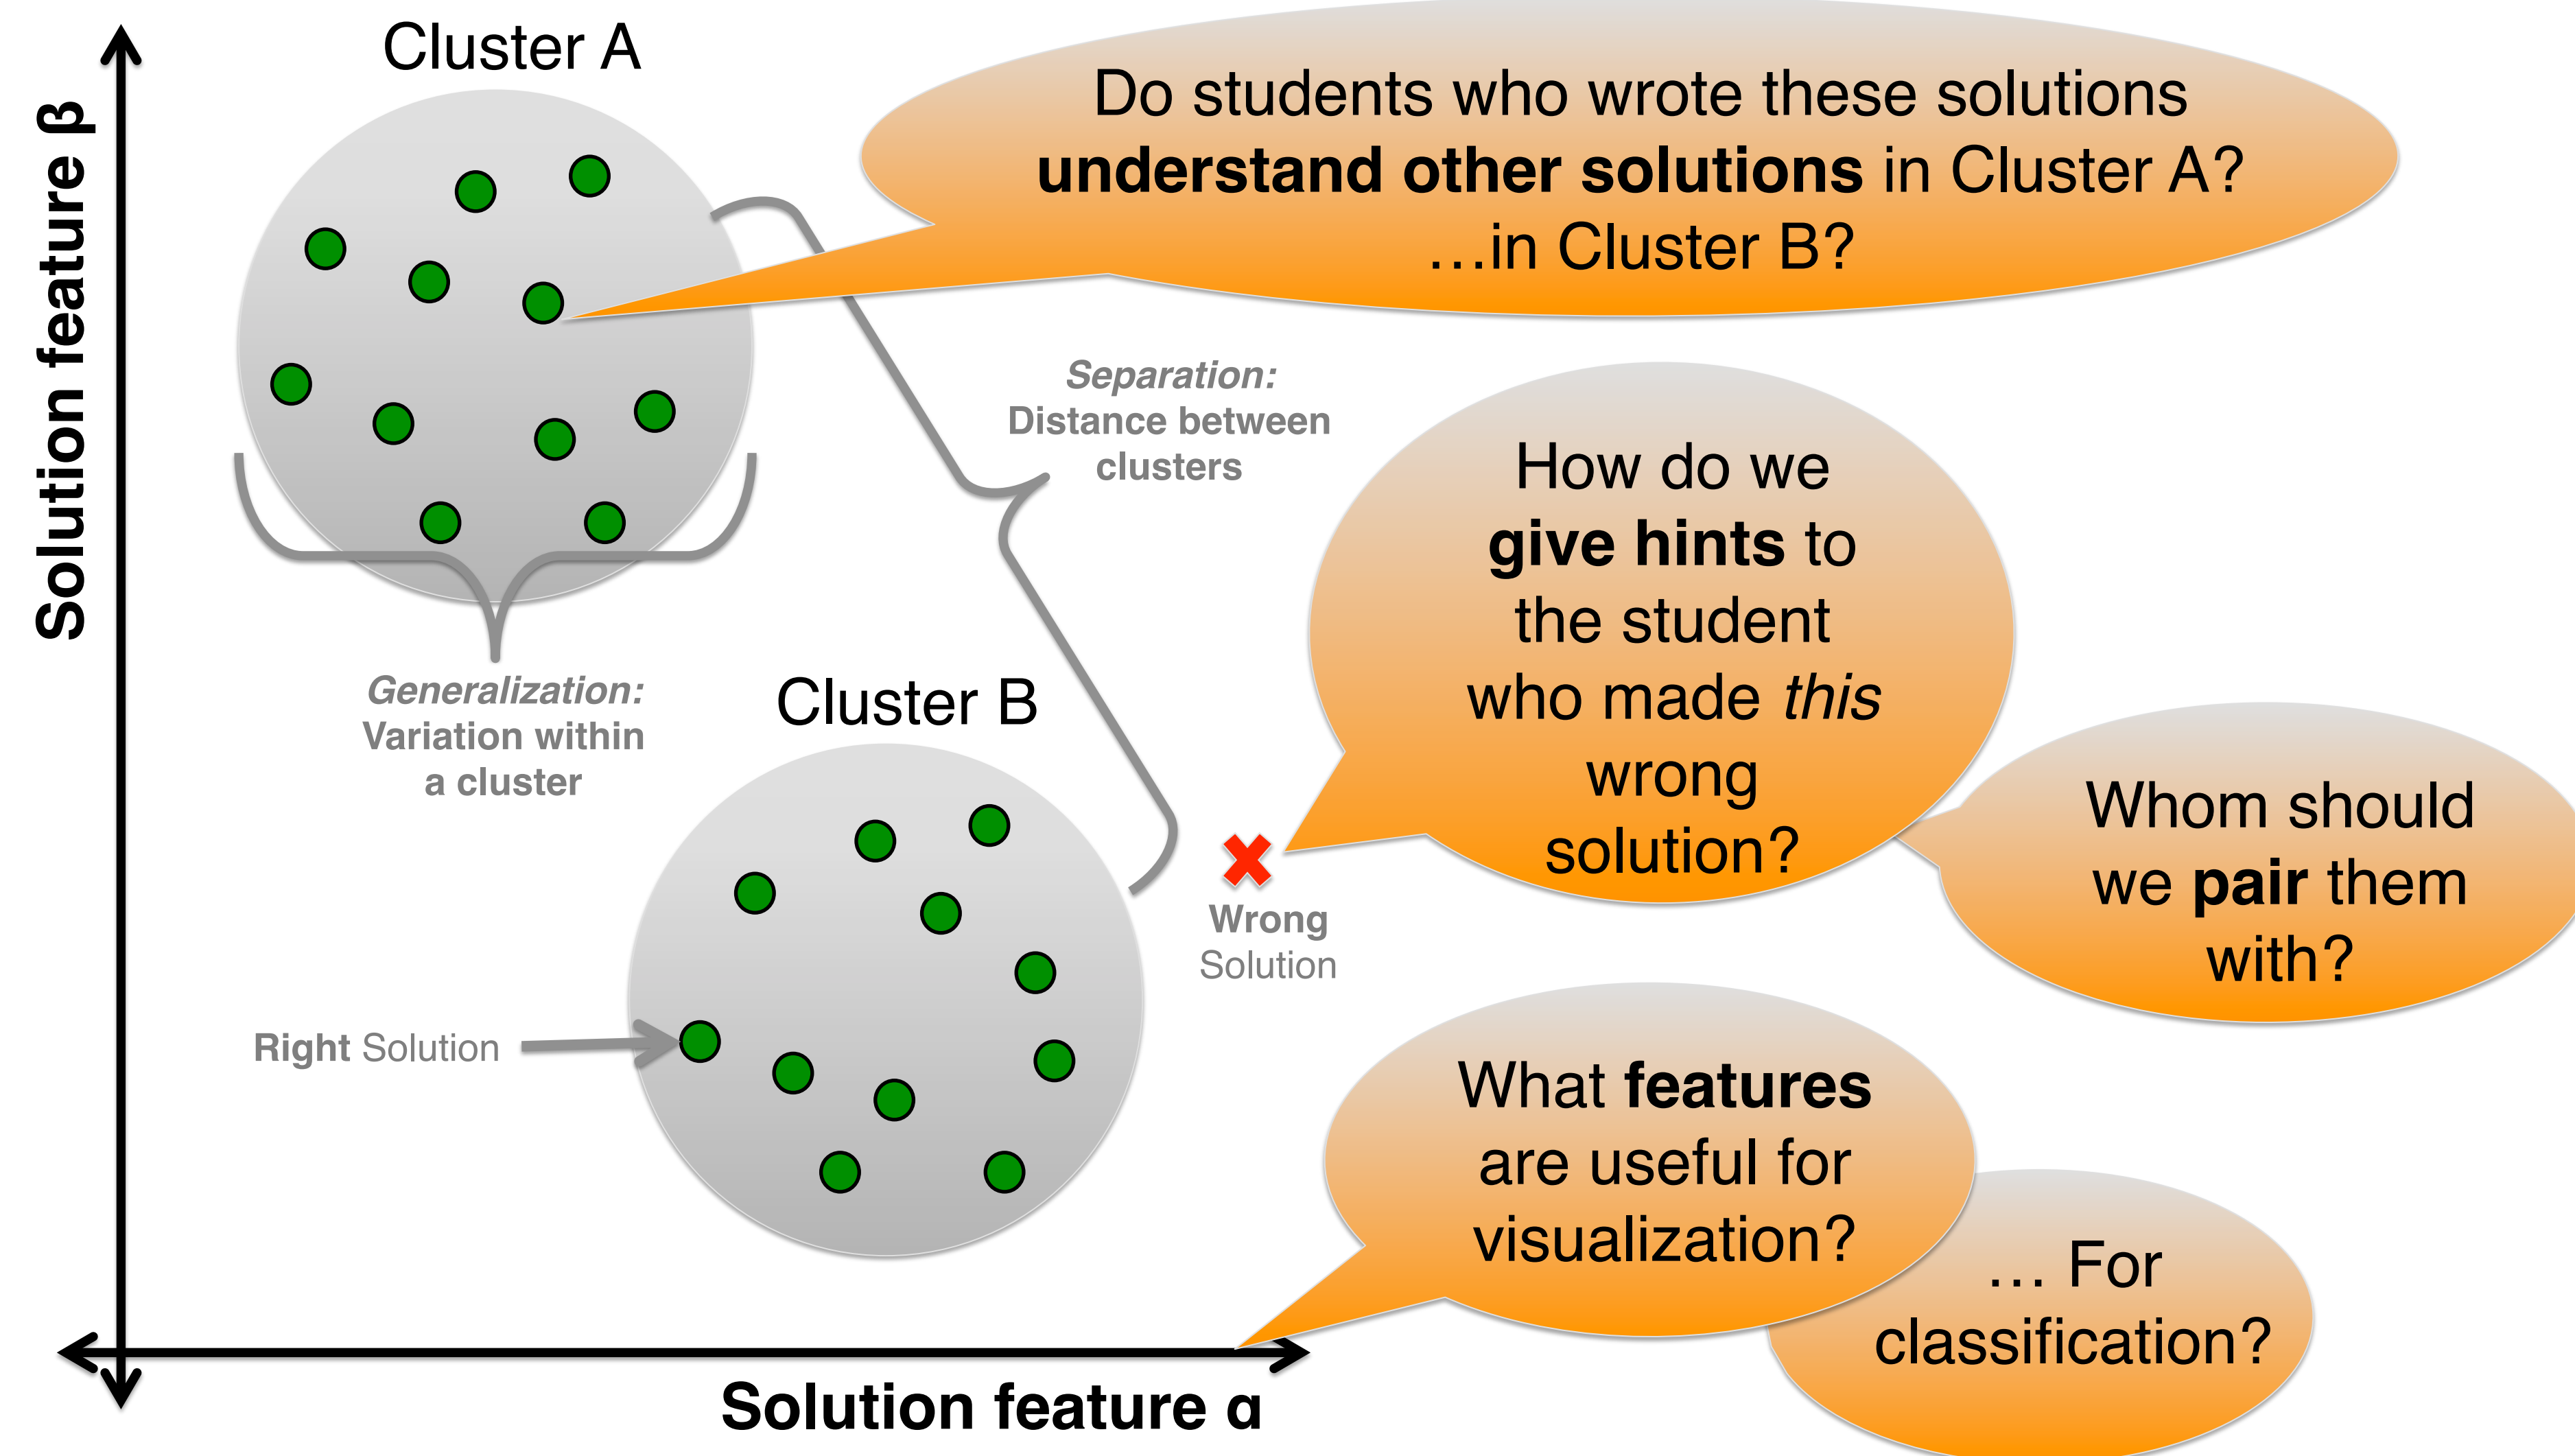 Cluster A
Do students who wrote these solutions
understand other solutions in Cluster A?
…in Cluster B?
Solution feature β
Separation:
Distance between
clusters
How do we
give hints to
the student
who made this
wrong
solution?
Generalization:
Variation within
a cluster
Cluster B
Whom should
we pair them
with?
Wrong
Solution
Right Solution
What features
are useful for
visualization?
… For
classification?
Solution feature α